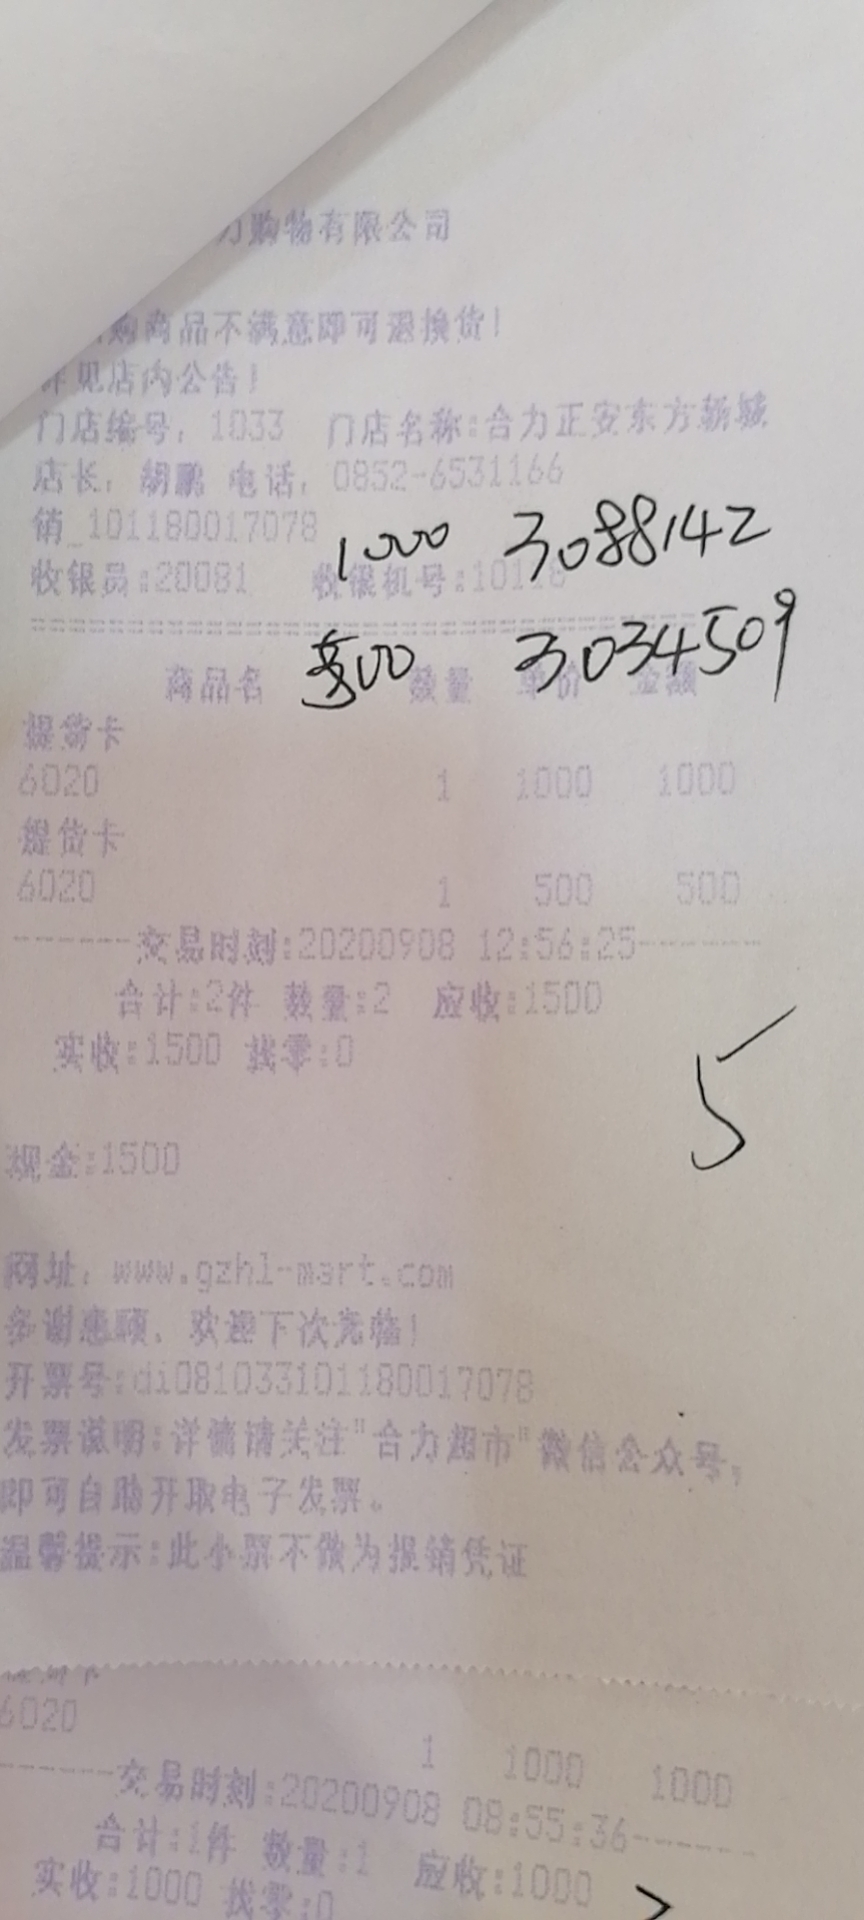 力购物有限公司
购商品不满意即可退换货!
详见店内公告!
门店编号: 1033 门店名称:合力正安东方新城
店长: 胡鹏 电话: 0852-6531166
销_101180017078
1000 3088142
收银员:20081 收银机号:10118
500 3034509
商品名 数量 单价 金额
提货卡
6020 1 1000 1000
提货卡
6020 1 500 500
-------交易时刻:20200908 12:56:25-------
合计:2件 数量:2 应收:1500
实收:1500 找零:0
5
现金:1500
网址: www.gzhl-mart.com
多谢惠顾、欢迎下次光临!
开票号:di081033101180017078
发票说明:详情请关注"合力超市"微信公众号,
即可自助开取电子发票。
温馨提示:此小票不做为报销凭证
6020 1 1000 1000
-------交易时刻:20200908 08:55:36-------
合计:1件 数量:1 应收:1000
实收:1000 找零:0